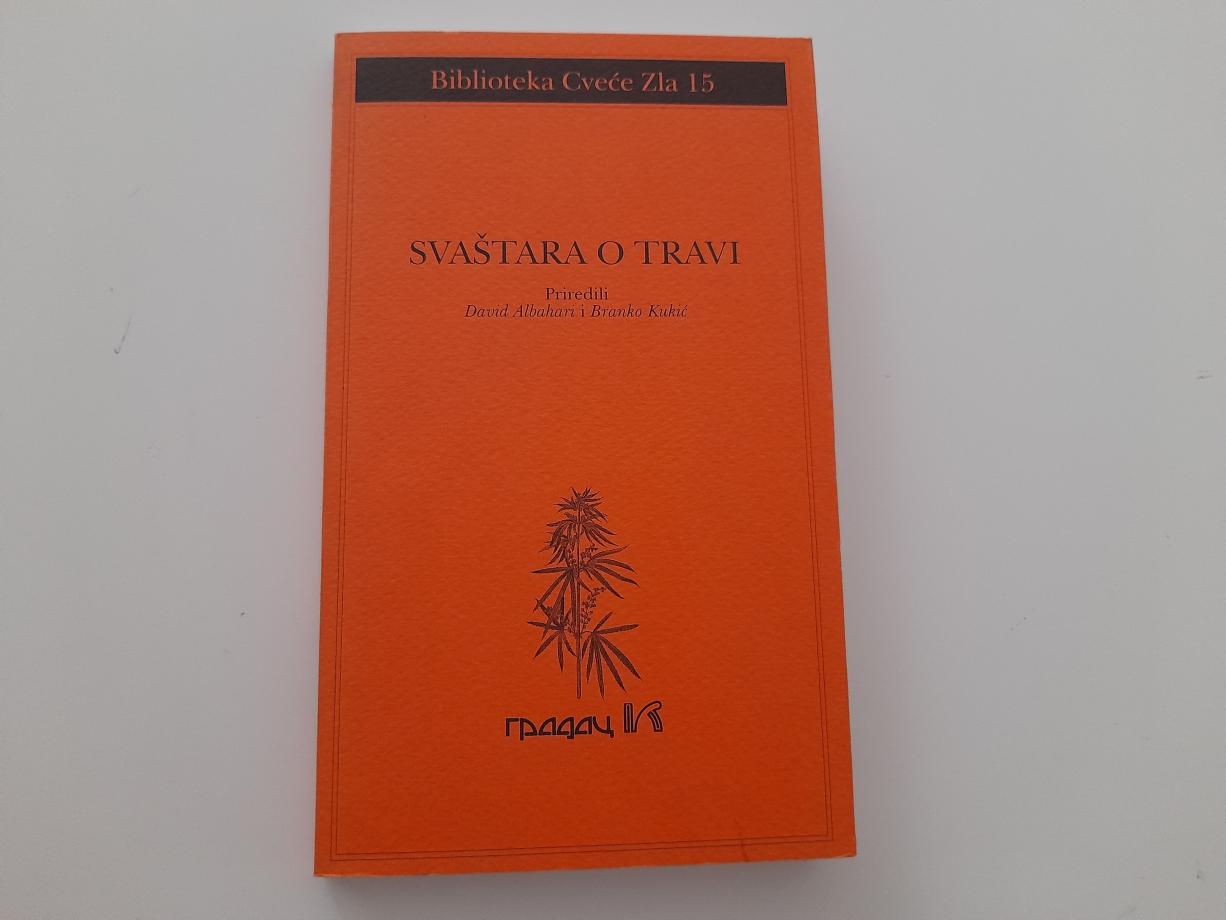 Biblioteka Cveće Zla 15
SVAŠTARA O TRAVI
Priredili
David Albahari i Branko Kukić
градац K